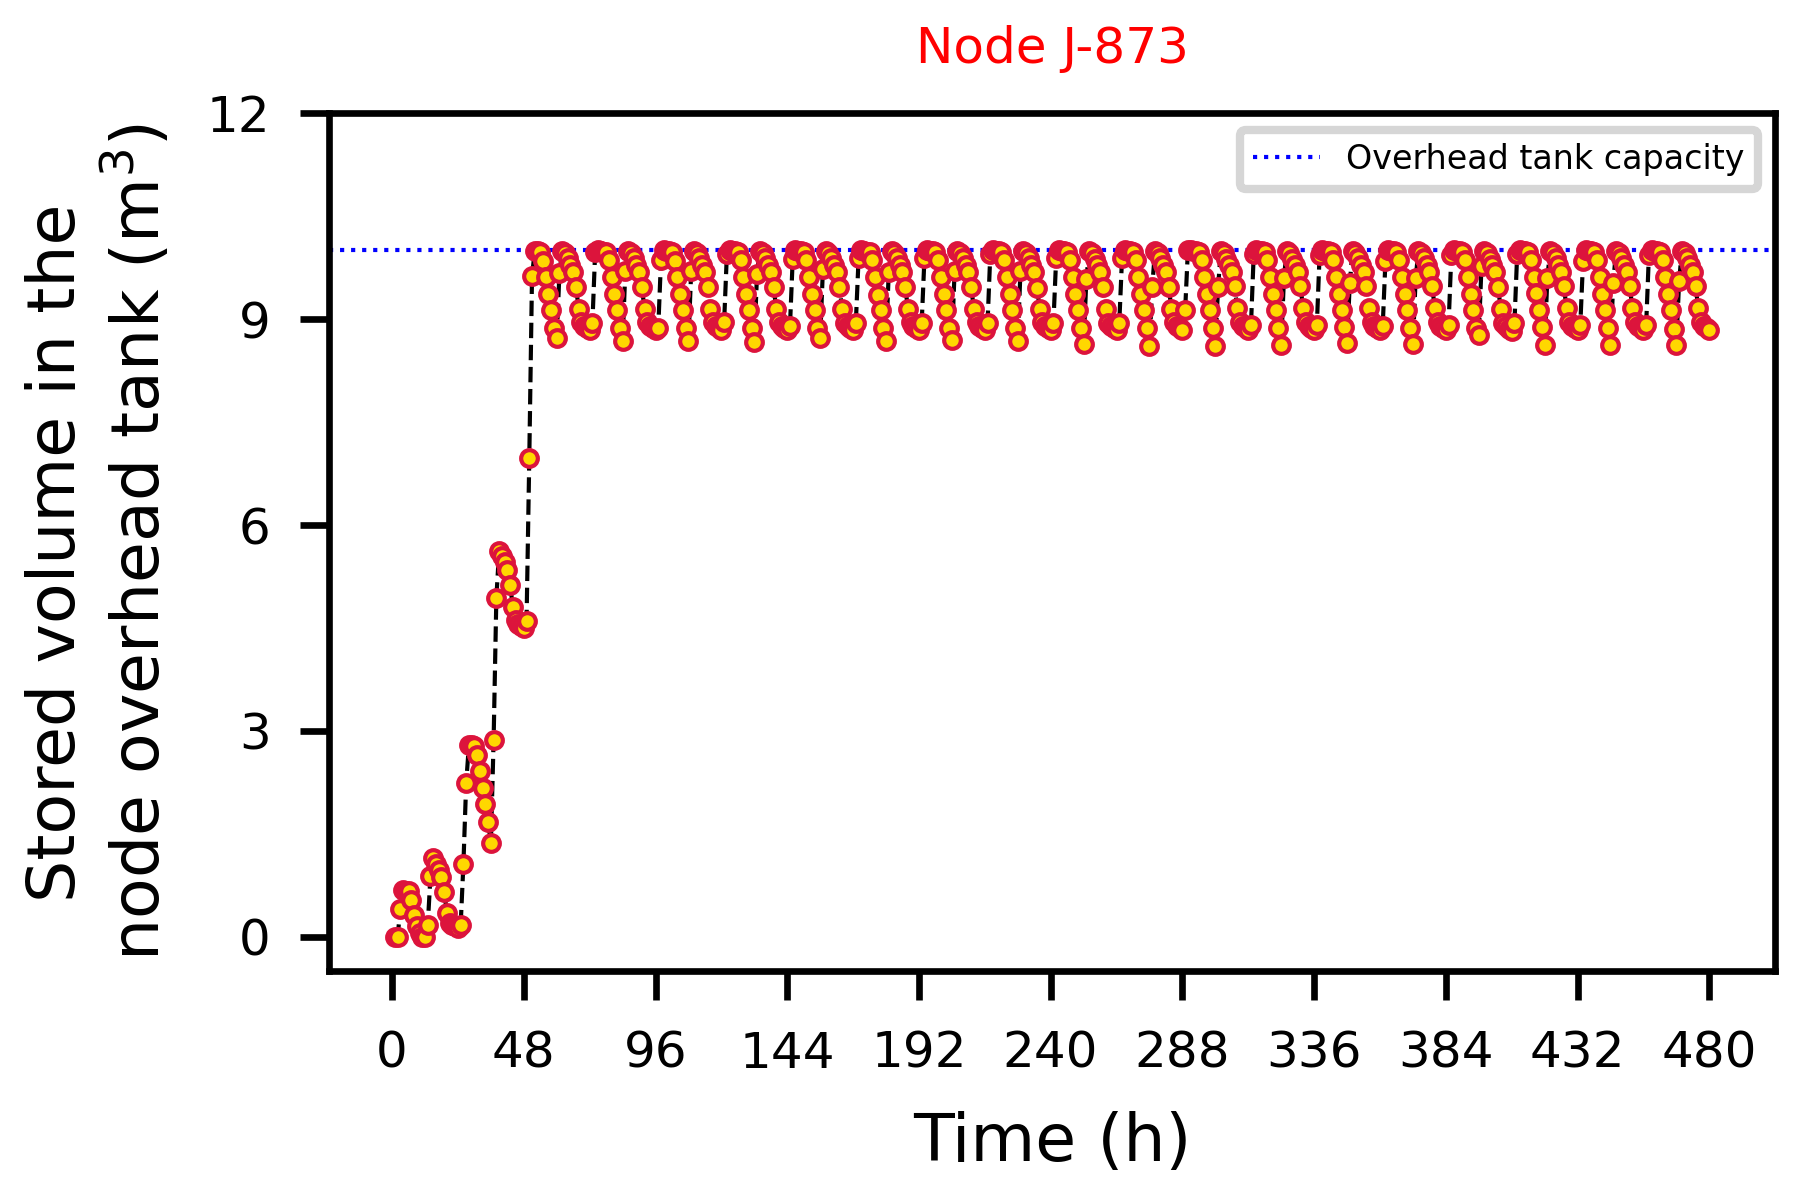 Node J-873
Stored volume in the
node overhead tank (m³)
12
9
6
3
0
Overhead tank capacity
0 48 96 144 192 240 288 336 384 432 480
Time (h)